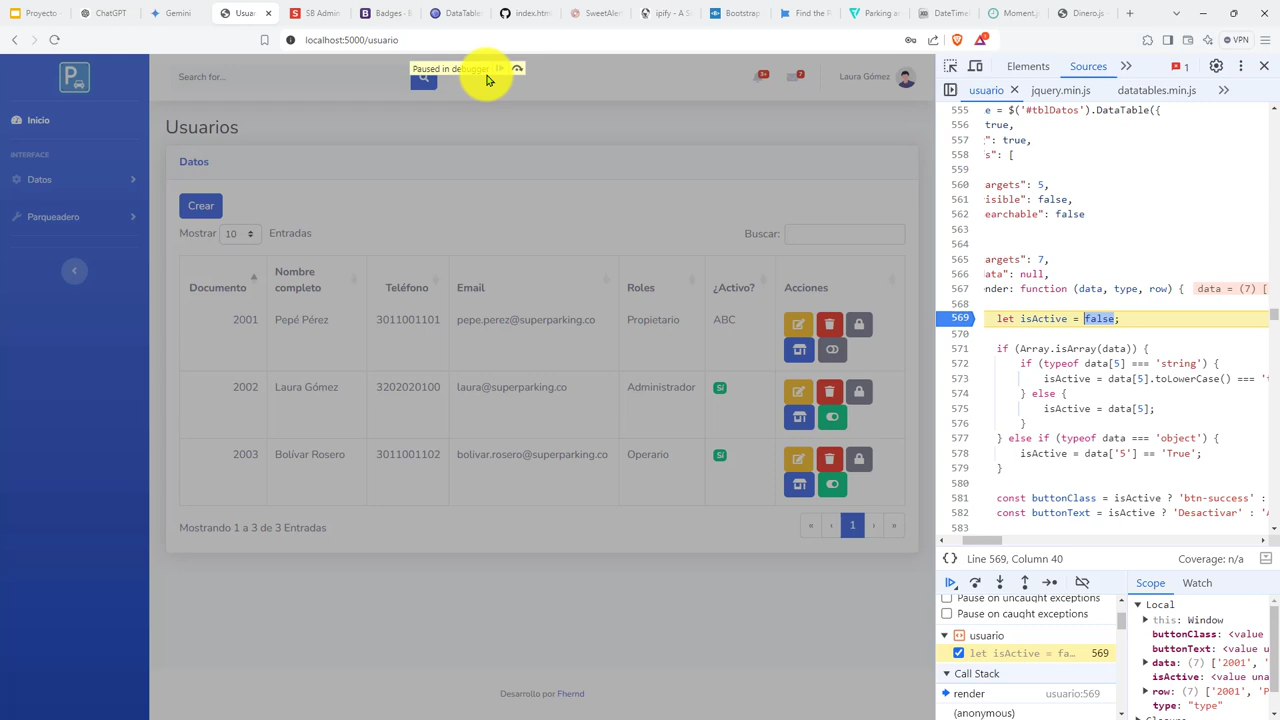 Proyecto -
ChatGPT
Gemini
Usuar
SB Admin
Badges - B
DataTable
index.htm
SweetAler
ipify - A S
Bootstrap
Find the P
Parking ar
DateTime
Moment.j
Dinero.js -
localhost:5000/usuario
VPN
P
Inicio
INTERFACE
Datos
Parqueadero
Search for...
Paused in debugger
3+
7
Laura Gómez
Usuarios
Datos
Crear
Mostrar 10 Entradas
Buscar:
Documento Nombre completo Teléfono Email Roles ¿Activo? Acciones
2001 Pepé Pérez 3011001101 pepe.perez@superparking.co Propietario ABC
2002 Laura Gómez 3202020100 laura@superparking.co Administrador Sí
2003 Bolívar Rosero 3011001102 bolivar.rosero@superparking.co Operario Sí
Mostrando 1 a 3 de 3 Entradas
« ‹ 1 › »
Desarrollo por Fhernd
Elements Sources 1
usuario jquery.min.js datatables.min.js
555 e = $('#tblDatos').DataTable({
556 true,
557 ": true,
558 s": [
559
560 argets": 5,
561 isible": false,
562 earchable": false
563
564
565 argets": 7,
566 ata": null,
567 nder: function (data, type, row) { data = (7) [
568
569 let isActive = false;
570
571 if (Array.isArray(data)) {
572 if (typeof data[5] === 'string') {
573 isActive = data[5].toLowerCase() === 't
574 } else {
575 isActive = data[5];
576 }
577 } else if (typeof data === 'object') {
578 isActive = data['5'] == 'True';
579 }
580
581 const buttonClass = isActive ? 'btn-success' :
582 const buttonText = isActive ? 'Desactivar' : 'A
583
{} Line 569, Column 40 Coverage: n/a
Pause on uncaught exceptions
Pause on caught exceptions
usuario
let isActive = fa… 569
Call Stack
render usuario:569
(anonymous)
Scope Watch
Local
this: Window
buttonClass: <value
buttonText: <value u
data: (7) ['2001', '
isActive: <value una
row: (7) ['2001', 'P
type: "type"